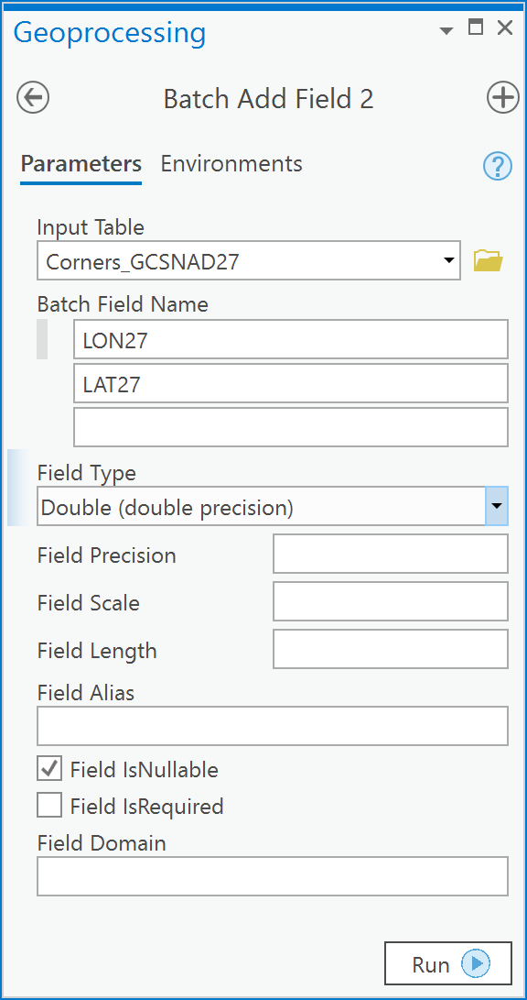 Geoprocessing
Batch Add Field 2
Parameters Environments
?
Input Table
Corners_GCSNAD27
Batch Field Name
LON27
LAT27
Field Type
Double (double precision)
Field Precision
Field Scale
Field Length
Field Alias
Field IsNullable
Field IsRequired
Field Domain
Run